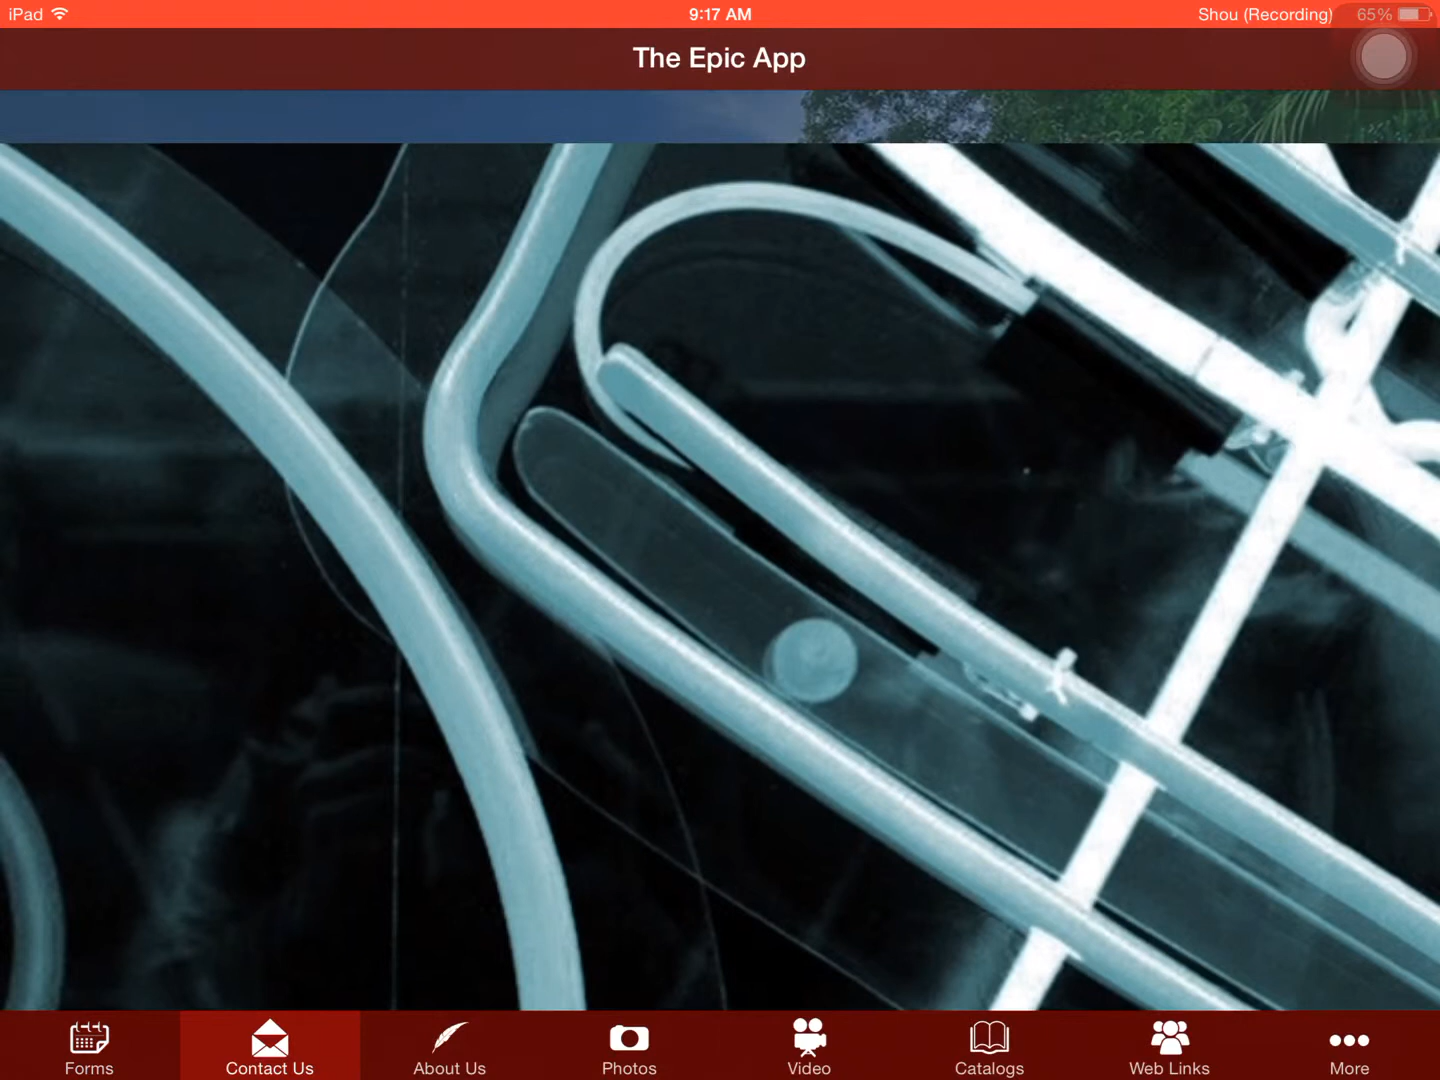 iPad 9:17 AM Shou (Recording) 65%
The Epic App
Forms Contact Us About Us Photos Video Catalogs Web Links More